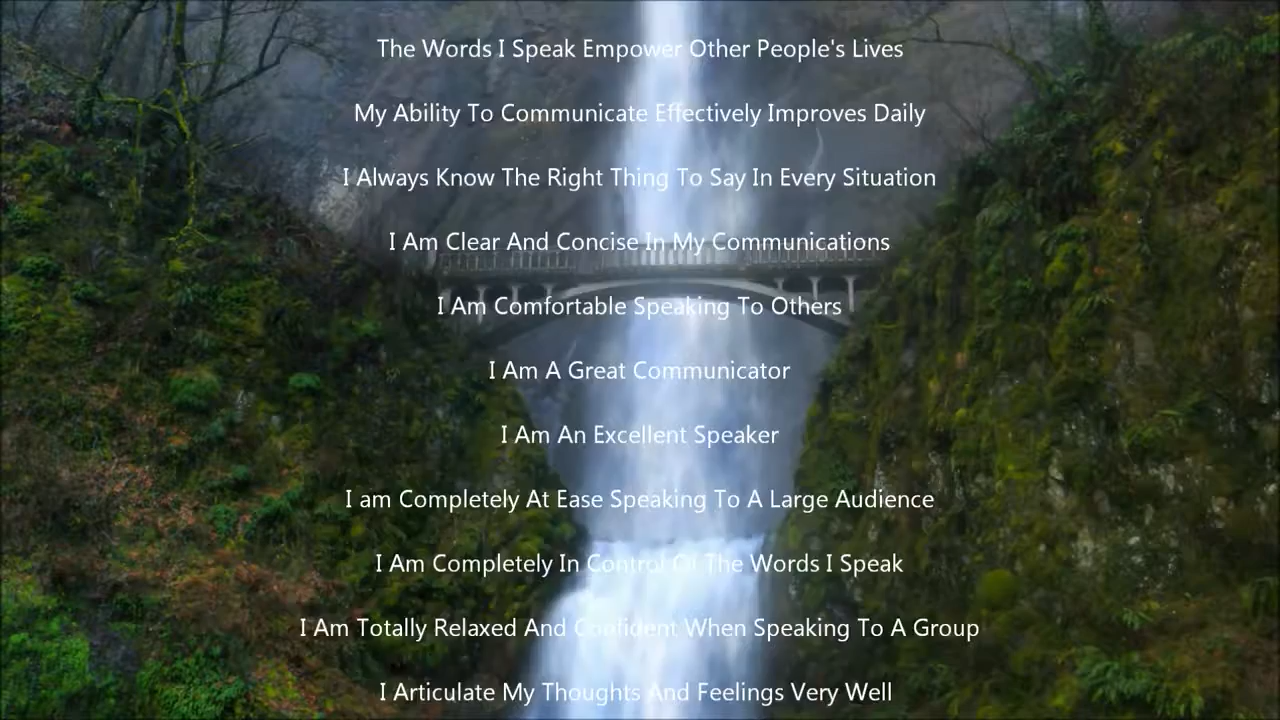 The Words I Speak Empower Other People's Lives
My Ability To Communicate Effectively Improves Daily
I Always Know The Right Thing To Say In Every Situation
I Am Clear And Concise In My Communications
I Am Comfortable Speaking To Others
I Am A Great Communicator
I Am An Excellent Speaker
I am Completely At Ease Speaking To A Large Audience
I Am Completely In Control Of The Words I Speak
I Am Totally Relaxed And Confident When Speaking To A Group
I Articulate My Thoughts And Feelings Very Well